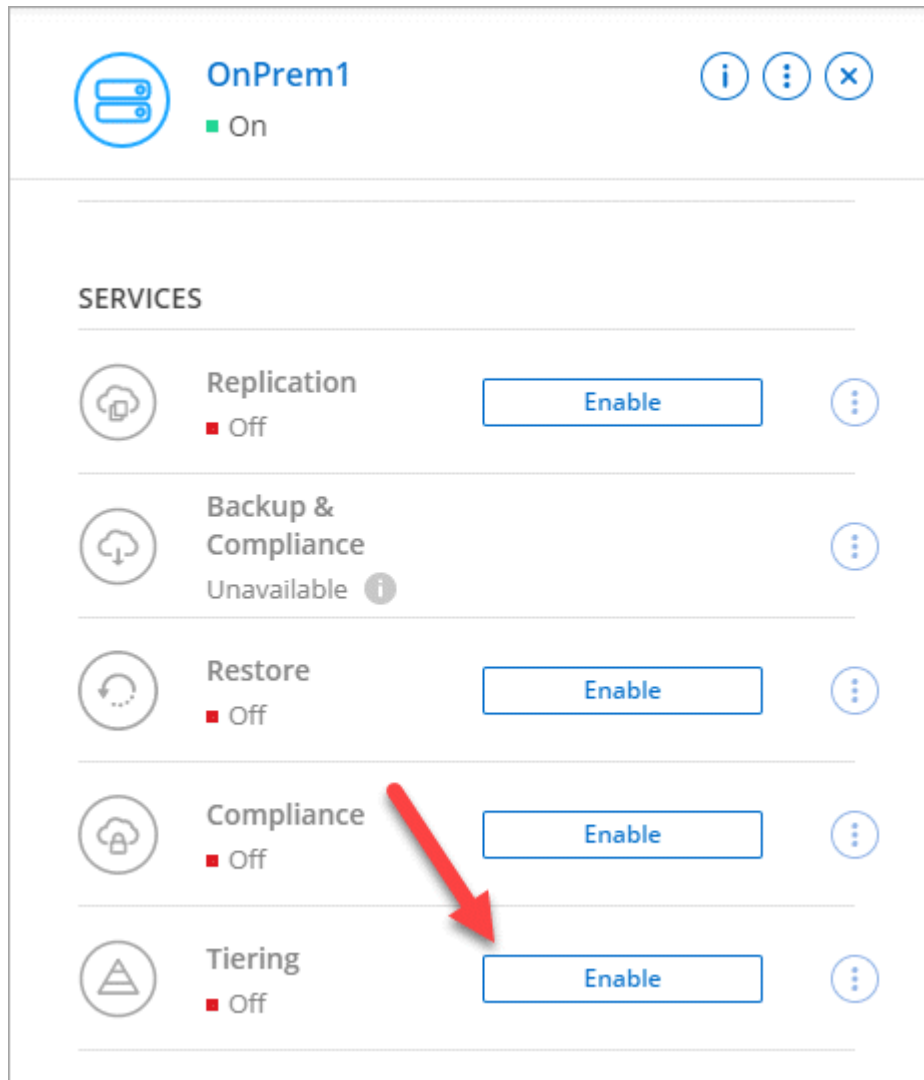 OnPrem1
On
SERVICES
Replication
Off
Enable
Backup &
Compliance
Unavailable
Restore
Off
Enable
Compliance
Off
Enable
Tiering
Off
Enable